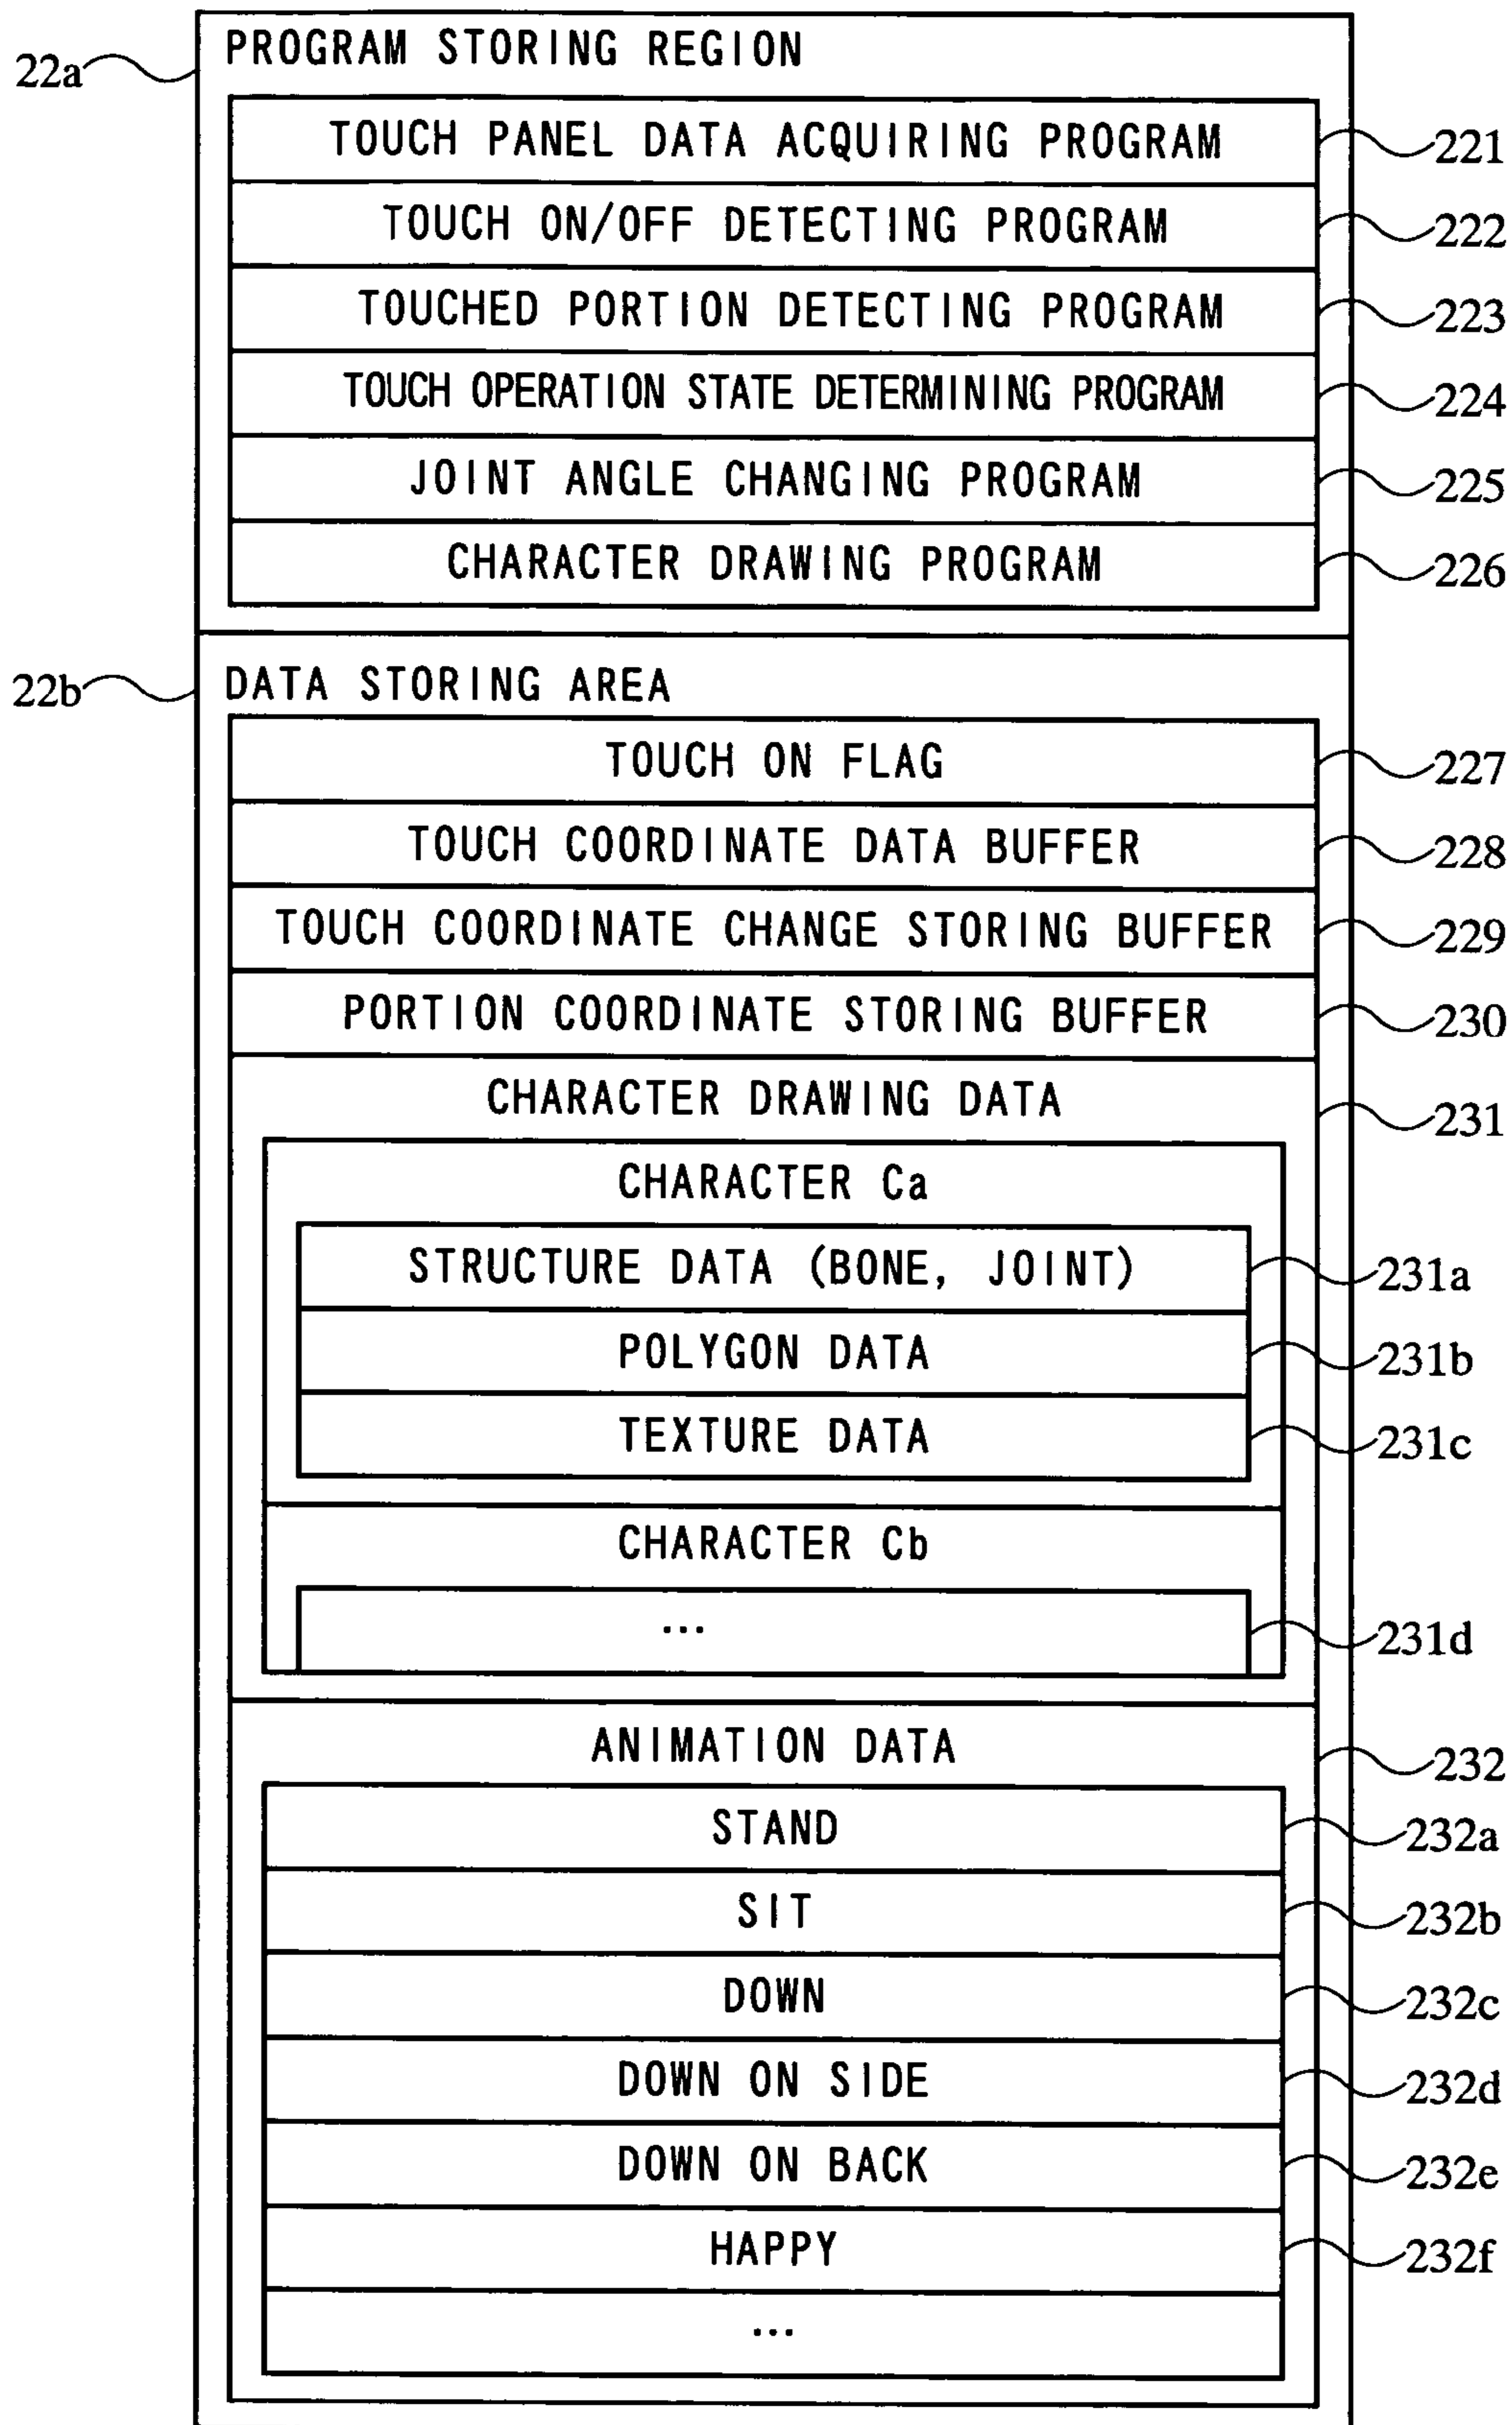 PROGRAM STORING REGION
22a
TOUCH PANEL DATA ACQUIRING PROGRAM 221
TOUCH ON/OFF DETECTING PROGRAM 222
TOUCHED PORTION DETECTING PROGRAM 223
TOUCH OPERATION STATE DETERMINING PROGRAM 224
JOINT ANGLE CHANGING PROGRAM 225
CHARACTER DRAWING PROGRAM 226
22b DATA STORING AREA
TOUCH ON FLAG 227
TOUCH COORDINATE DATA BUFFER 228
TOUCH COORDINATE CHANGE STORING BUFFER 229
PORTION COORDINATE STORING BUFFER 230
CHARACTER DRAWING DATA 231
CHARACTER Ca
STRUCTURE DATA (BONE, JOINT) 231a
POLYGON DATA 231b
TEXTURE DATA 231c
CHARACTER Cb
... 231d
ANIMATION DATA 232
STAND 232a
SIT 232b
DOWN 232c
DOWN ON SIDE 232d
DOWN ON BACK 232e
HAPPY 232f
...